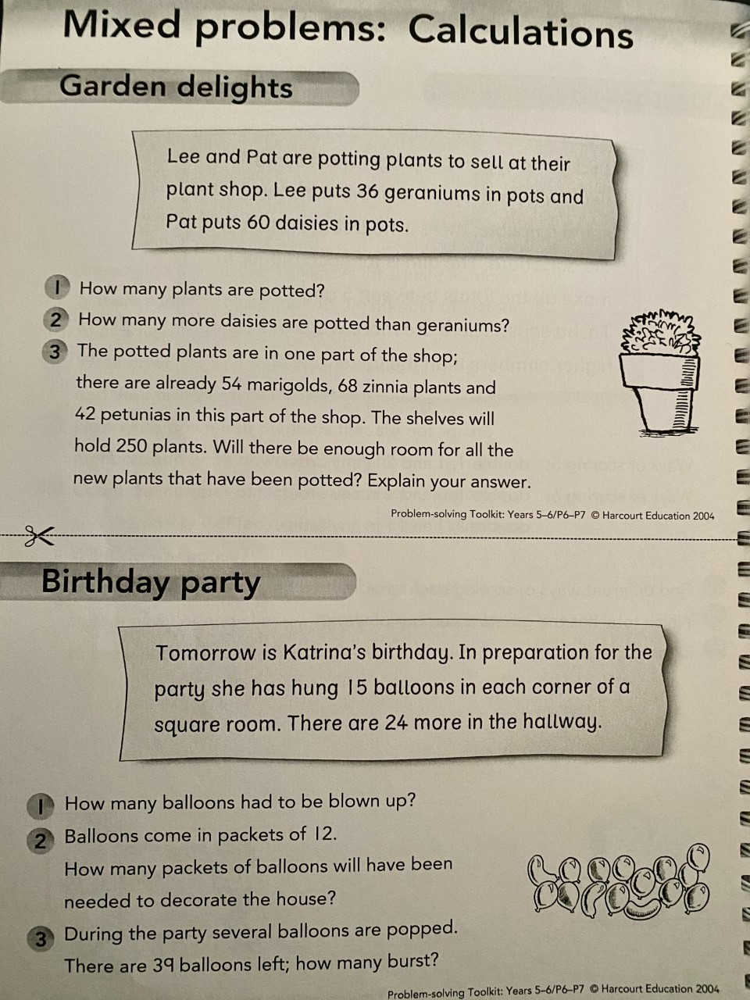 Mixed problems: Calculations
Garden delights
Lee and Pat are potting plants to sell at their
plant shop. Lee puts 36 geraniums in pots and
Pat puts 60 daisies in pots.
1 How many plants are potted?
2 How many more daisies are potted than geraniums?
3 The potted plants are in one part of the shop;
there are already 54 marigolds, 68 zinnia plants and
42 petunias in this part of the shop. The shelves will
hold 250 plants. Will there be enough room for all the
new plants that have been potted? Explain your answer.
Problem-solving Toolkit: Years 5–6/P6–P7 © Harcourt Education 2004
Birthday party
Tomorrow is Katrina's birthday. In preparation for the
party she has hung 15 balloons in each corner of a
square room. There are 24 more in the hallway.
1 How many balloons had to be blown up?
2 Balloons come in packets of 12.
How many packets of balloons will have been
needed to decorate the house?
3 During the party several balloons are popped.
There are 39 balloons left; how many burst?
Problem-solving Toolkit: Years 5–6/P6–P7 © Harcourt Education 2004